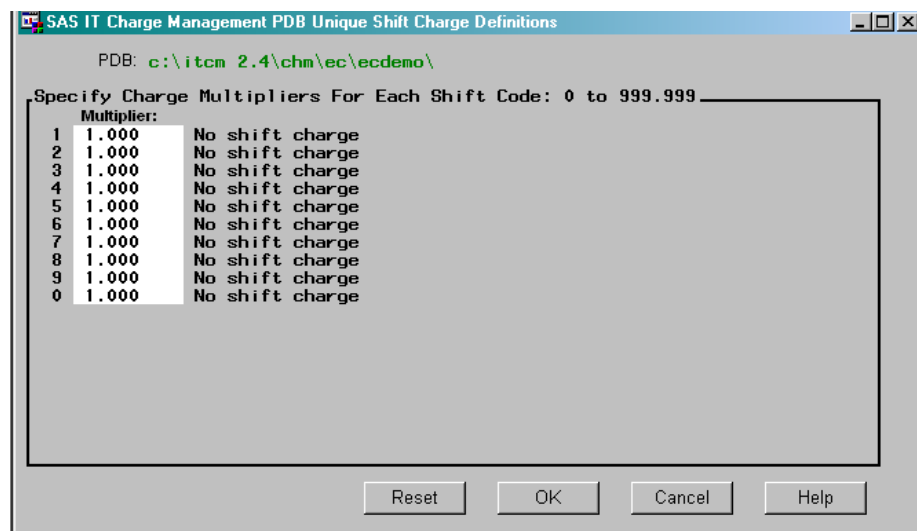 SAS IT Charge Management PDB Unique Shift Charge Definitions
PDB: c:\itcm 2.4\chm\ec\ecdemo\
Specify Charge Multipliers For Each Shift Code: 0 to 999.999
Multiplier:
1 1.000 No shift charge
2 1.000 No shift charge
3 1.000 No shift charge
4 1.000 No shift charge
5 1.000 No shift charge
6 1.000 No shift charge
7 1.000 No shift charge
8 1.000 No shift charge
9 1.000 No shift charge
0 1.000 No shift charge
Reset OK Cancel Help